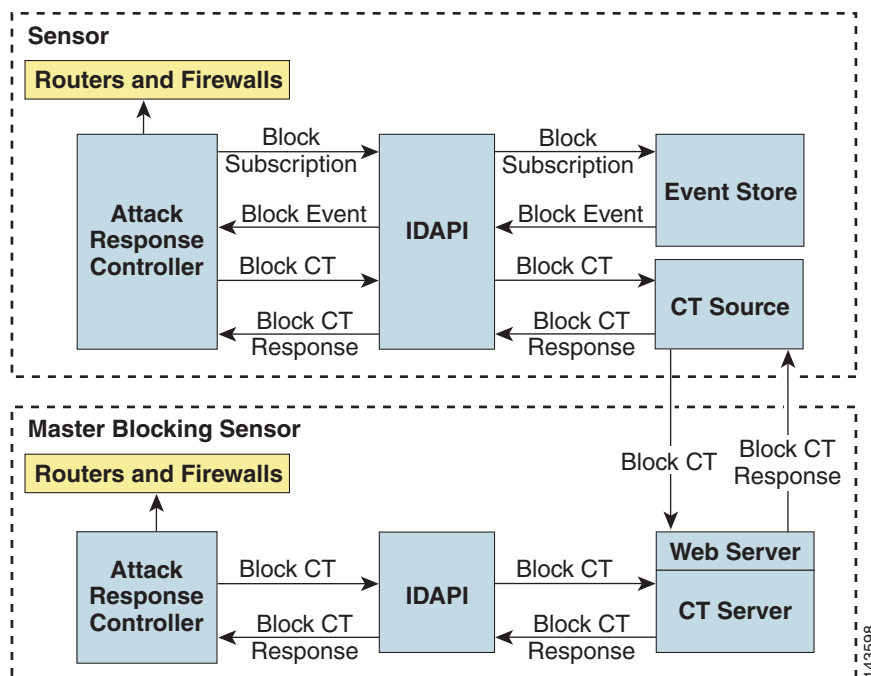 Sensor
Routers and Firewalls
Attack
Response
Controller
Block
Subscription
Block Event
Block CT
Block CT
Response
IDAPI
Block
Subscription
Block Event
Block CT
Block CT
Response
Event Store
CT Source
Block CT
Block CT
Response
Master Blocking Sensor
Routers and Firewalls
Attack
Response
Controller
Block CT
Block CT
Response
IDAPI
Block CT
Block CT
Response
Web Server
CT Server
143598